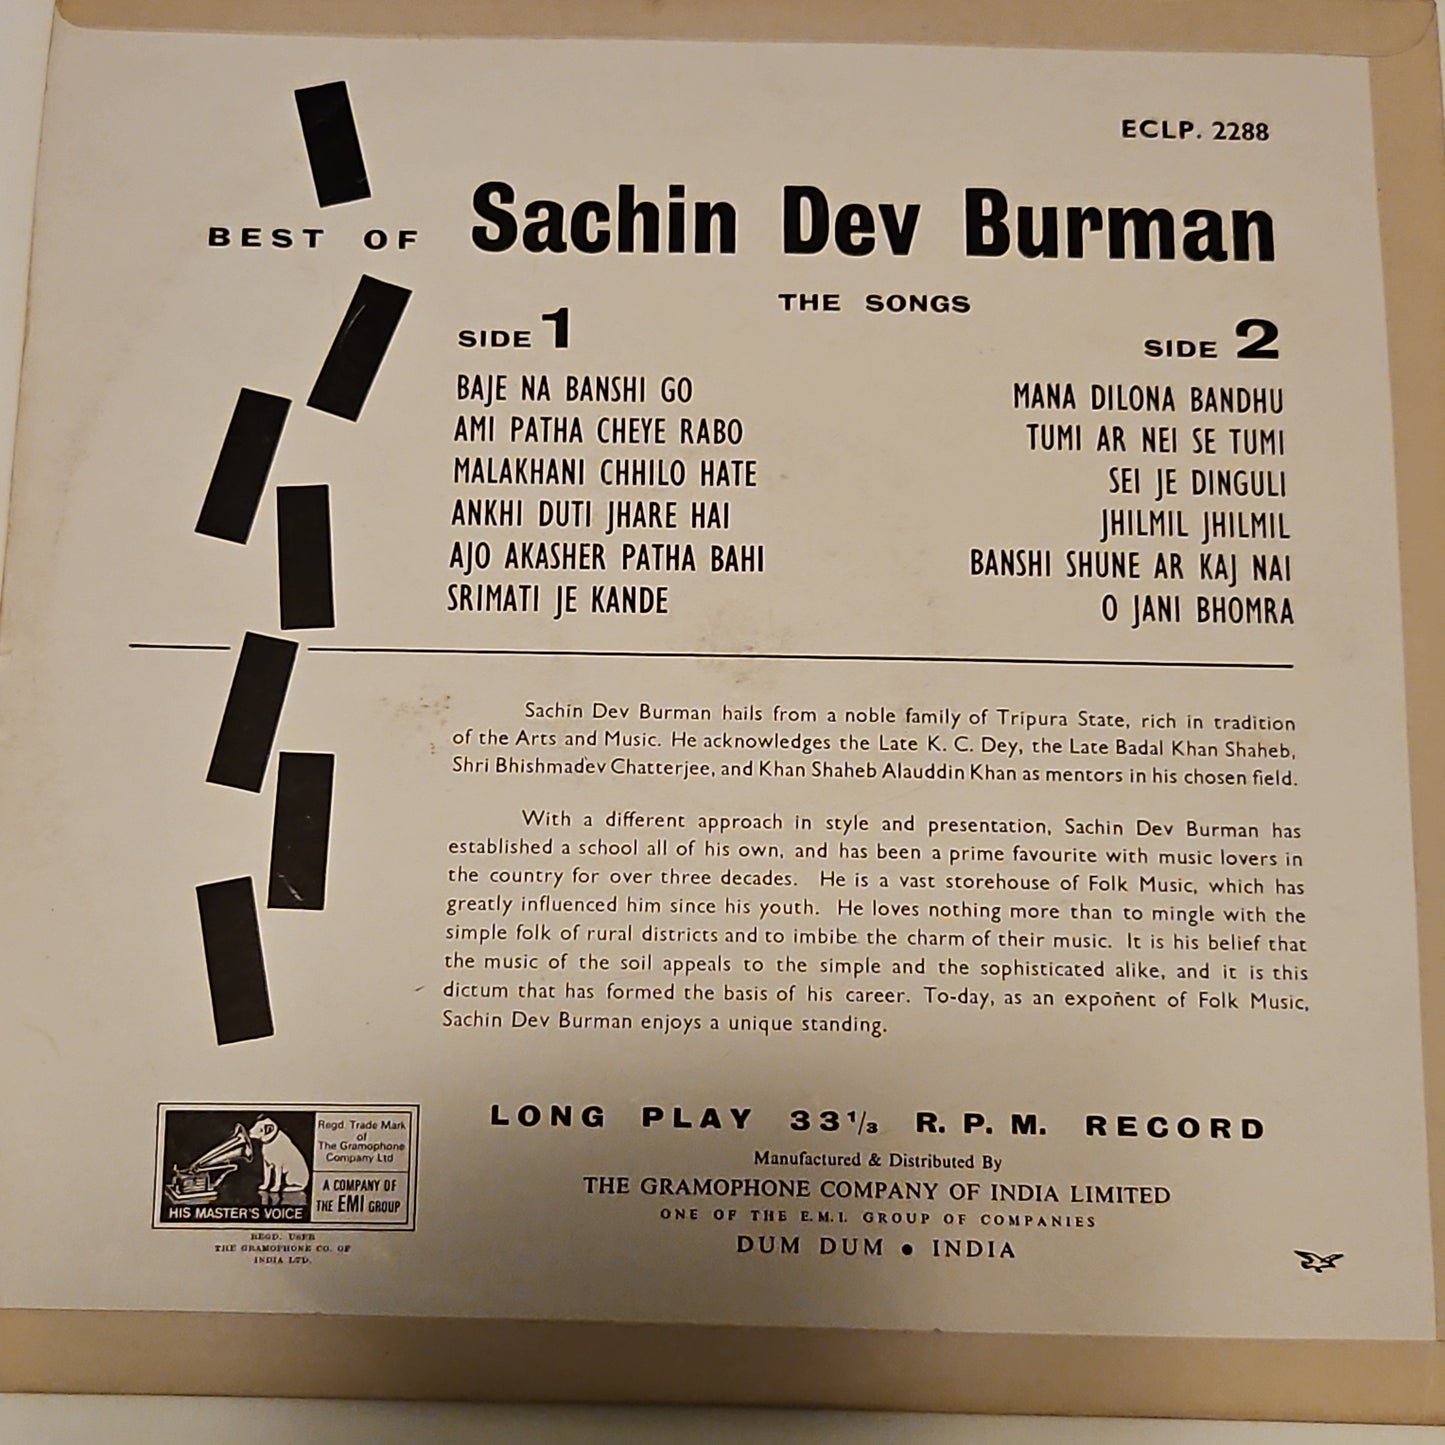 ECLP. 2288
BEST OF Sachin Dev Burman
THE SONGS
SIDE 1
BAJE NA BANSHI GO
AMI PATHA CHEYE RABO
MALAKHANI CHHILO HATE
ANKHI DUTI JHARE HAI
AJO AKASHER PATHA BAHI
SRIMATI JE KANDE
SIDE 2
MANA DILONA BANDHU
TUMI AR NEI SE TUMI
SEI JE DINGULI
JHILMIL JHILMIL
BANSHI SHUNE AR KAJ NAI
O JANI BHOMRA
Sachin Dev Burman hails from a noble family of Tripura State, rich in tradition
of the Arts and Music. He acknowledges the Late K. C. Dey, the Late Badal Khan Shaheb,
Shri Bhishmadev Chatterjee, and Khan Shaheb Alauddin Khan as mentors in his chosen field.
With a different approach in style and presentation, Sachin Dev Burman has
established a school all of his own, and has been a prime favourite with music lovers in
the country for over three decades. He is a vast storehouse of Folk Music, which has
greatly influenced him since his youth. He loves nothing more than to mingle with the
simple folk of rural districts and to imbibe the charm of their music. It is his belief that
the music of the soil appeals to the simple and the sophisticated alike, and it is this
dictum that has formed the basis of his career. To-day, as an exponent of Folk Music,
Sachin Dev Burman enjoys a unique standing.
LONG PLAY 33 1/3 R. P. M. RECORD
Manufactured & Distributed By
THE GRAMOPHONE COMPANY OF INDIA LIMITED
ONE OF THE E.M.I. GROUP OF COMPANIES
DUM DUM • INDIA
Regd. Trade Mark
of
The Gramophone
Company Ltd
A COMPANY OF
THE EMI GROUP
HIS MASTER'S VOICE
REGD. USER
THE GRAMOPHONE CO. OF
INDIA LTD.